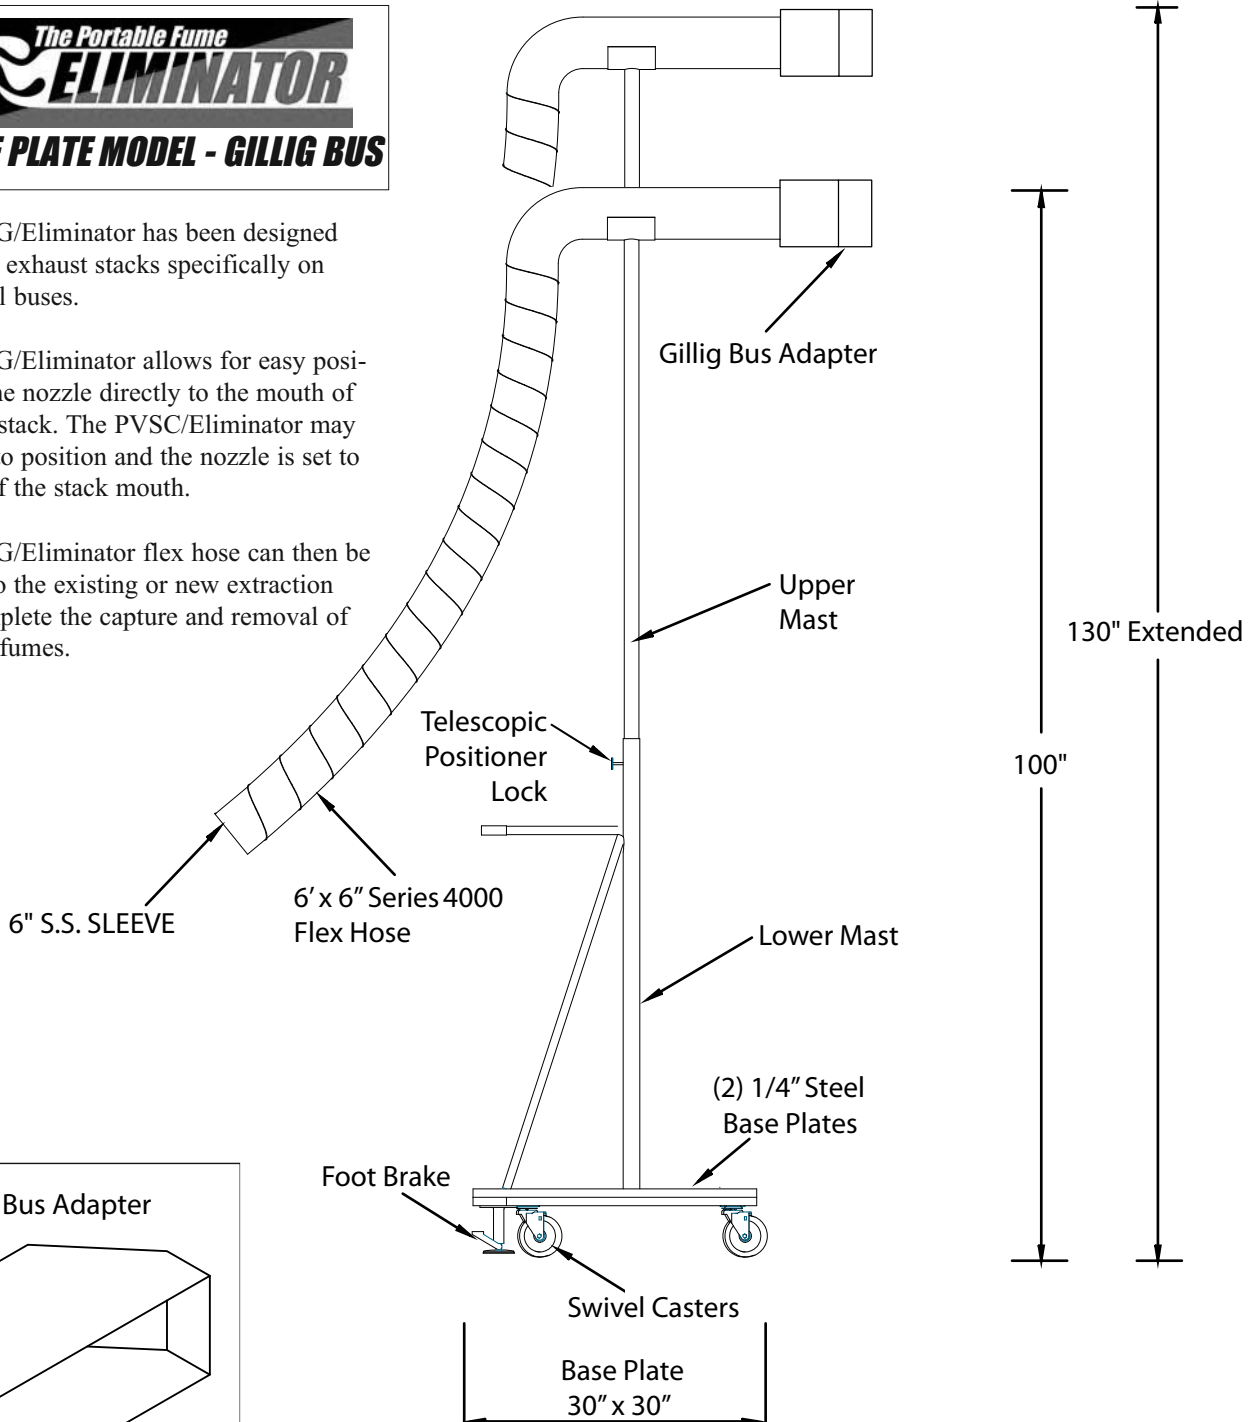 The Portable Fume
ELIMINATOR
PLATE MODEL - GILLIG BUS
G/Eliminator has been designed
exhaust stacks specifically on
buses.
G/Eliminator allows for easy posi-
nozzle directly to the mouth of
stack. The PVSC/Eliminator may
position and the nozzle is set to
the stack mouth.
G/Eliminator flex hose can then be
the existing or new extraction
plete the capture and removal of
fumes.
Gillig Bus Adapter
Upper
Mast
130" Extended
100"
Telescopic
Positioner
Lock
6" S.S. SLEEVE
6' x 6" Series 4000
Flex Hose
Lower Mast
(2) 1/4" Steel
Base Plates
Foot Brake
Bus Adapter
Swivel Casters
Base Plate
30" x 30"